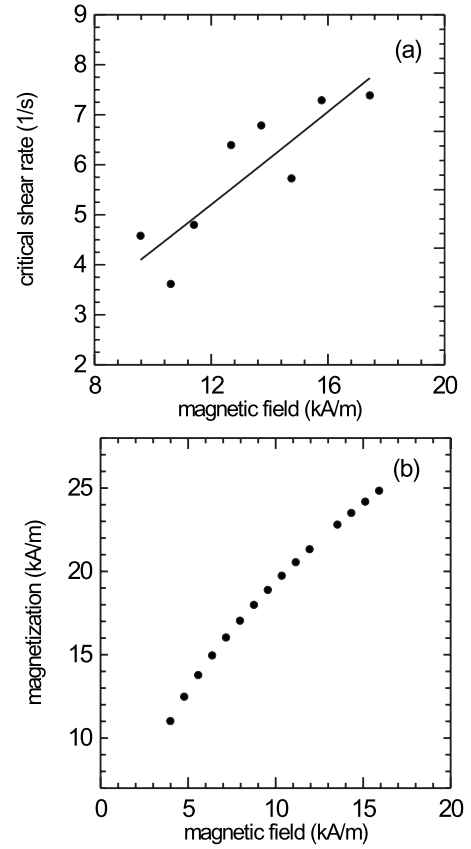 9
(a)
8
7
6
5
4
3
2
critical shear rate (1/s)
8 12 16 20
magnetic field (kA/m)
(b)
25
20
15
10
magnetization (kA/m)
0 5 10 15 20
magnetic field (kA/m)